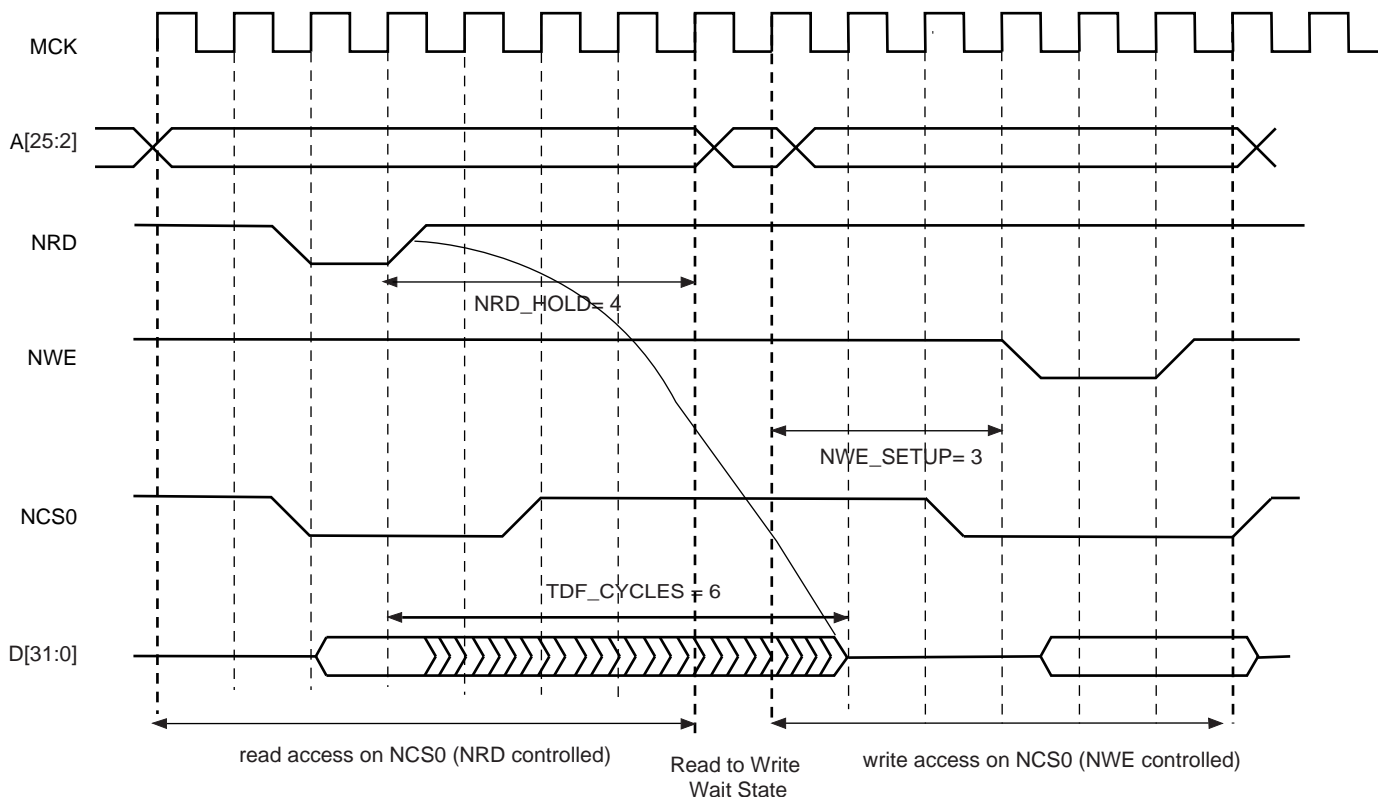 MCK
A[25:2]
NRD
NRD_HOLD= 4
NWE
NWE_SETUP= 3
NCS0
TDF_CYCLES = 6
D[31:0]
read access on NCS0 (NRD controlled)
Read to Write
Wait State
write access on NCS0 (NWE controlled)